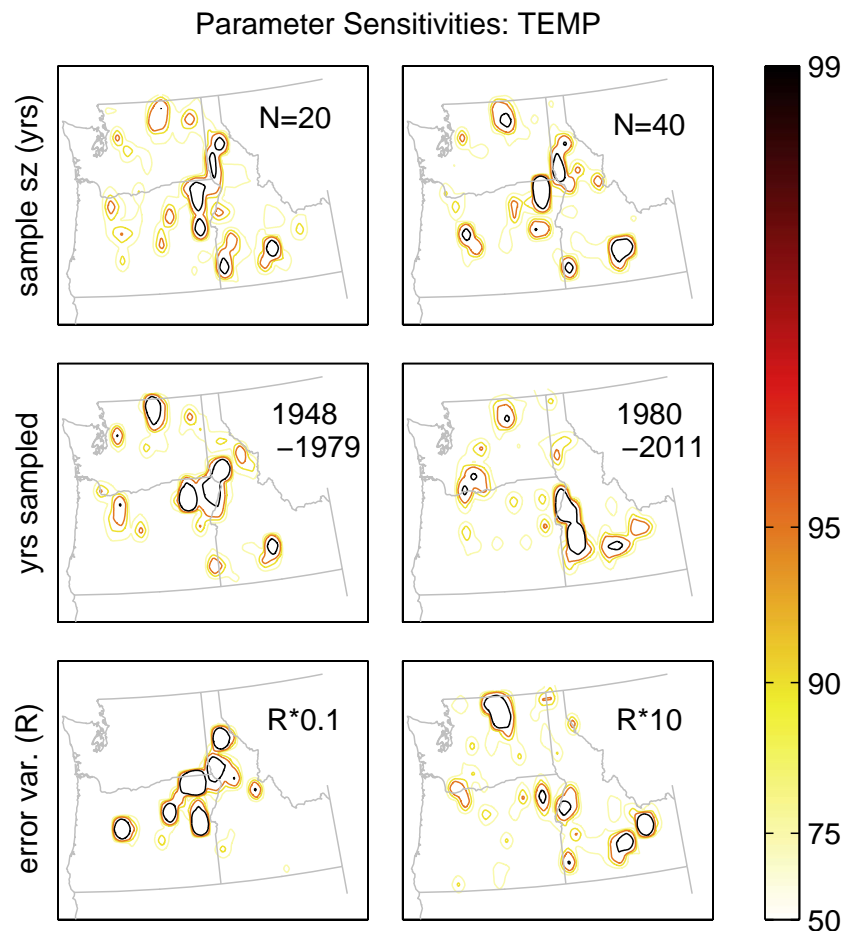 Parameter Sensitivities: TEMP
sample sz (yrs)
N=20
N=40
99
yrs sampled
1948
−1979
1980
−2011
95
90
error var. (R)
R*0.1
R*10
75
50